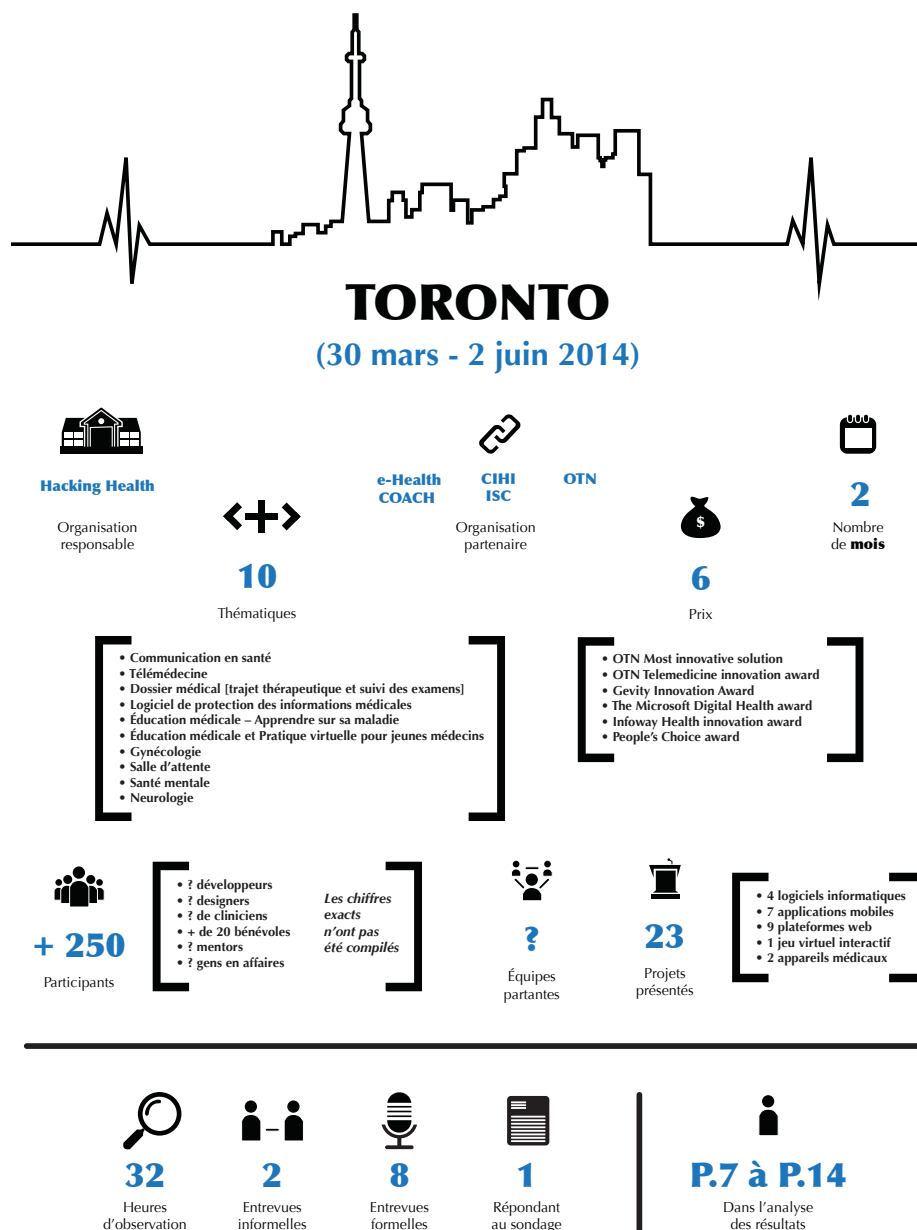 TORONTO
(30 mars - 2 juin 2014)
Hacking Health
Organisation
responsable
10
Thématiques
e-Health
COACH
CIHI
ISC
OTN
Organisation
partenaire
$
6
Prix
2
Nombre
de mois
• Communication en santé
• Télémédecine
• Dossier médical [trajet thérapeutique et suivi des examens]
• Logiciel de protection des informations médicales
• Éducation médicale – Apprendre sur sa maladie
• Éducation médicale et Pratique virtuelle pour jeunes médecins
• Gynécologie
• Salle d'attente
• Santé mentale
• Neurologie
• OTN Most innovative solution
• OTN Telemedicine innovation award
• Gevity Innovation Award
• The Microsoft Digital Health award
• Infoway Health innovation award
• People's Choice award
+ 250
Participants
• ? développeurs
• ? designers
• ? de cliniciens
• + de 20 bénévoles
• ? mentors
• ? gens en affaires
Les chiffres
exacts
n'ont pas
été compilés
?
Équipes
partantes
23
Projets
présentés
• 4 logiciels informatiques
• 7 applications mobiles
• 9 plateformes web
• 1 jeu virtuel interactif
• 2 appareils médicaux
32
Heures
d'observation
2
Entrevues
informelles
8
Entrevues
formelles
1
Répondant
au sondage
P.7 à P.14
Dans l'analyse
des résultats